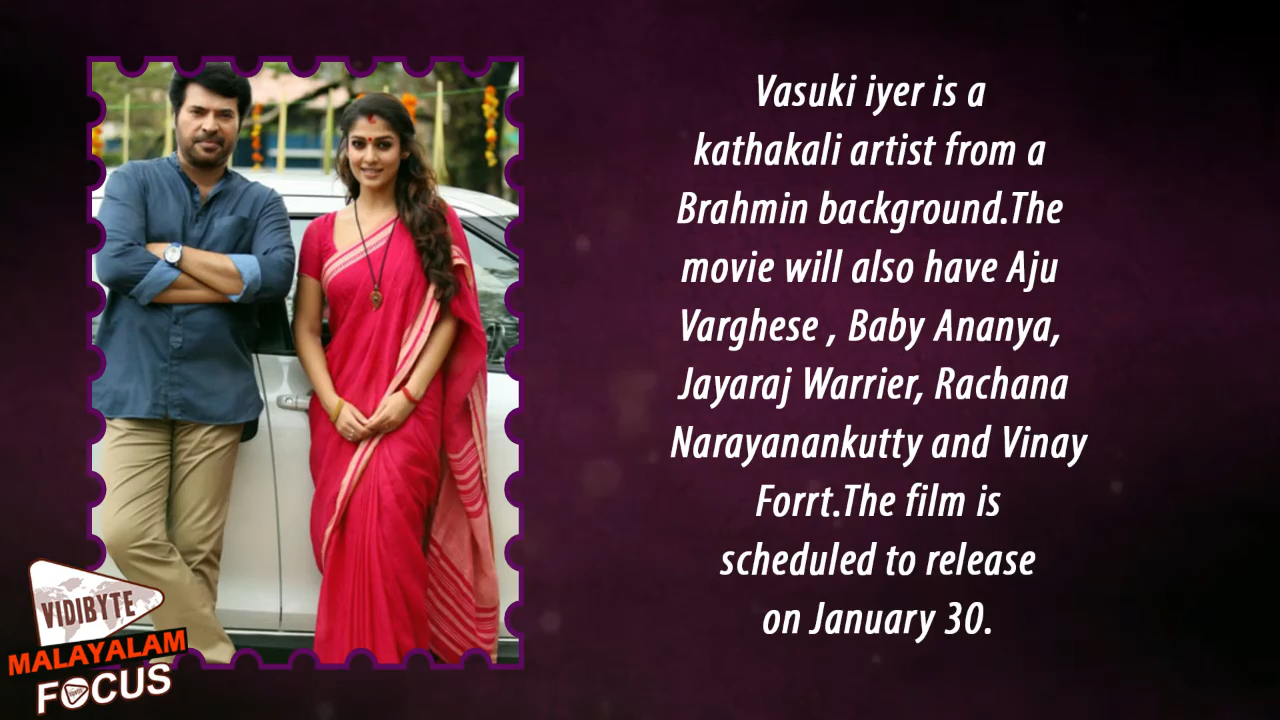 Vasuki iyer is a
kathakali artist from a
Brahmin background.The
movie will also have Aju
Varghese , Baby Ananya,
Jayaraj Warrier, Rachana
Narayanankutty and Vinay
Forrt.The film is
scheduled to release
on January 30.
VIDIBYTE
MALAYALAM
FOCUS